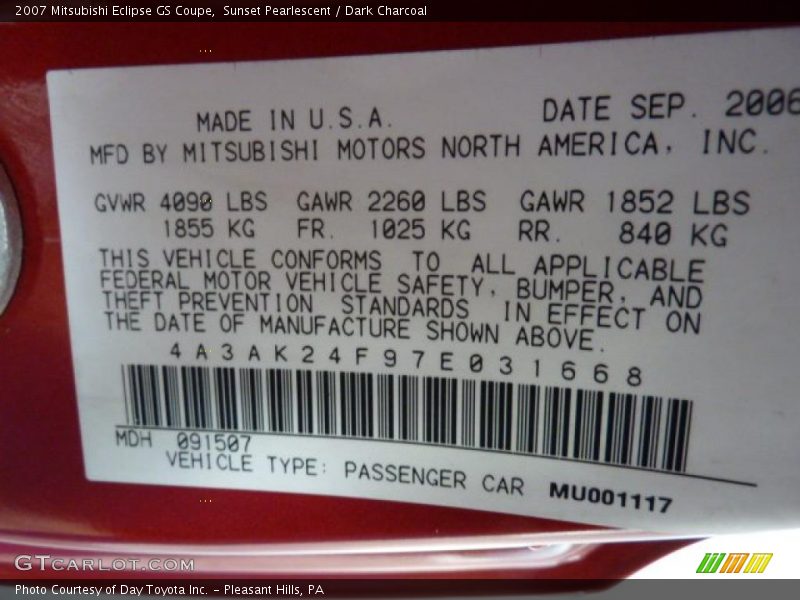 2007 Mitsubishi Eclipse GS Coupe,  Sunset Pearlescent / Dark Charcoal
MADE IN U.S.A.    DATE SEP. 2006
MFD BY MITSUBISHI MOTORS NORTH AMERICA, INC.
GVWR 4090 LBS  GAWR 2260 LBS  GAWR 1852 LBS
1855 KG  FR.  1025 KG  RR.  840 KG
THIS VEHICLE CONFORMS TO ALL APPLICABLE
FEDERAL MOTOR VEHICLE SAFETY, BUMPER, AND
THEFT PREVENTION STANDARDS IN EFFECT ON
THE DATE OF MANUFACTURE SHOWN ABOVE.
4A3AK24F97E031668
MDH 091507
VEHICLE TYPE: PASSENGER CAR  MU001117
GTCARLOT.COM
Photo Courtesy of Day Toyota Inc. - Pleasant Hills, PA